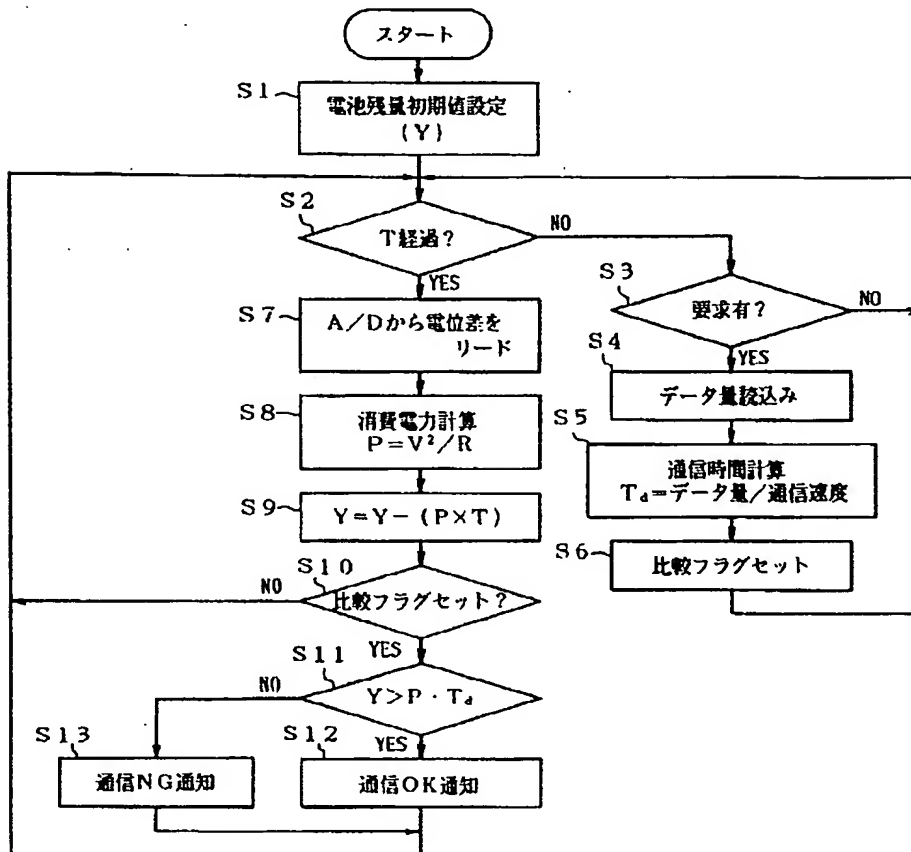 スタート
S1
電池残量初期値設定
(Y)
S2
T経過?
NO
YES
S3
要求有?
NO
YES
S7
A/Dから電位差を
リード
S4
データ量読込み
S8
消費電力計算
P=V²/R
S5
通信時間計算
Td=データ量/通信速度
S9
Y=Y-(P×T)
S6
比較フラグセット
S10
NO
比較フラグセット?
YES
S11
NO
Y>P・Td
YES
S13
通信NG通知
S12
通信OK通知